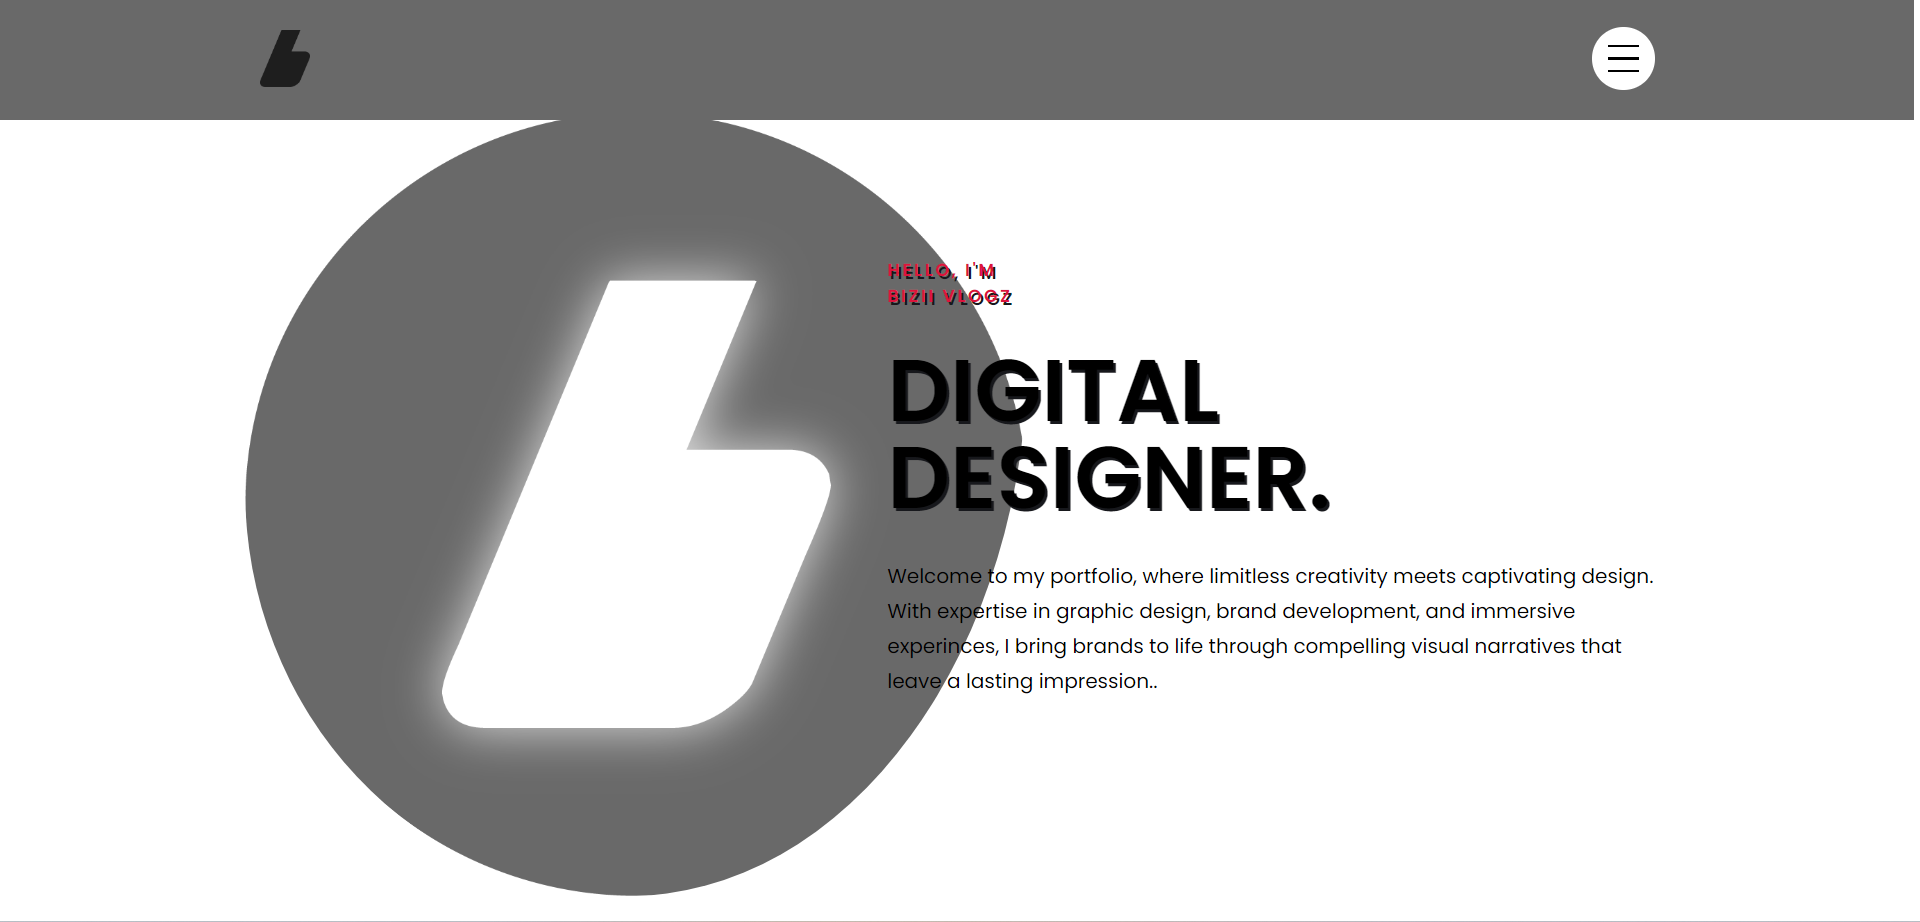 HELLO, I'M
BIZII VLOGZ
DIGITAL
DESIGNER.
Welcome to my portfolio, where limitless creativity meets captivating design.
With expertise in graphic design, brand development, and immersive
experinces, I bring brands to life through compelling visual narratives that
leave a lasting impression..